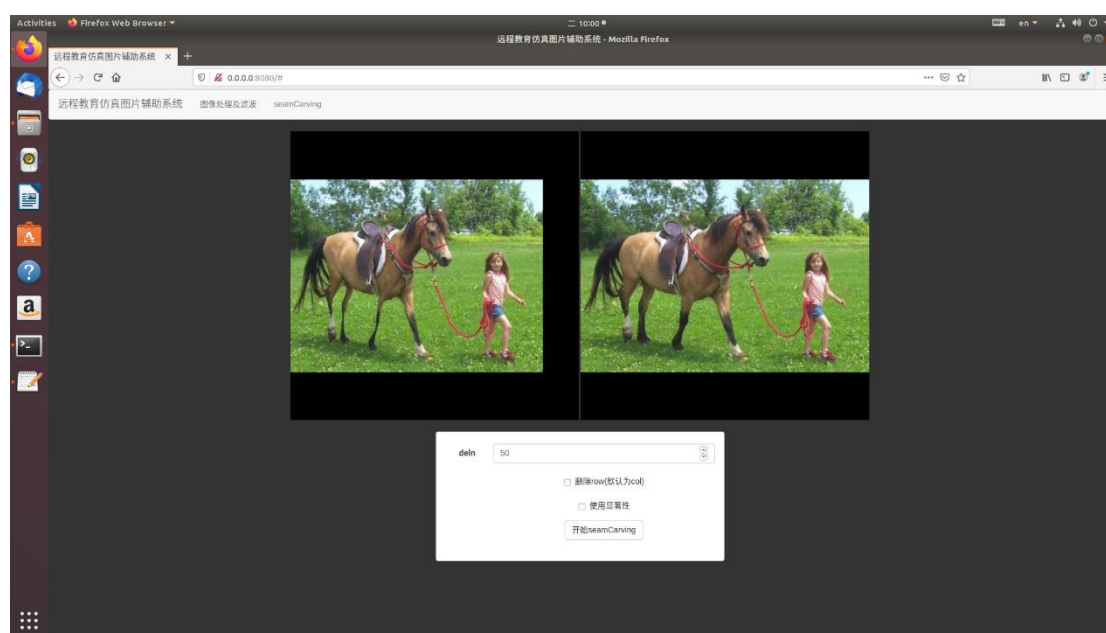 Activities Firefox Web Browser 二 10:00 en
远程教育仿真图片辅助系统 - Mozilla Firefox
远程教育仿真图片辅助系统 × +
0.0.0.0:8080/#
远程教育仿真图片辅助系统 图像处理及滤波 seamCarving
deln 50
删除row(默认为col)
使用显著性
开始seamCarving